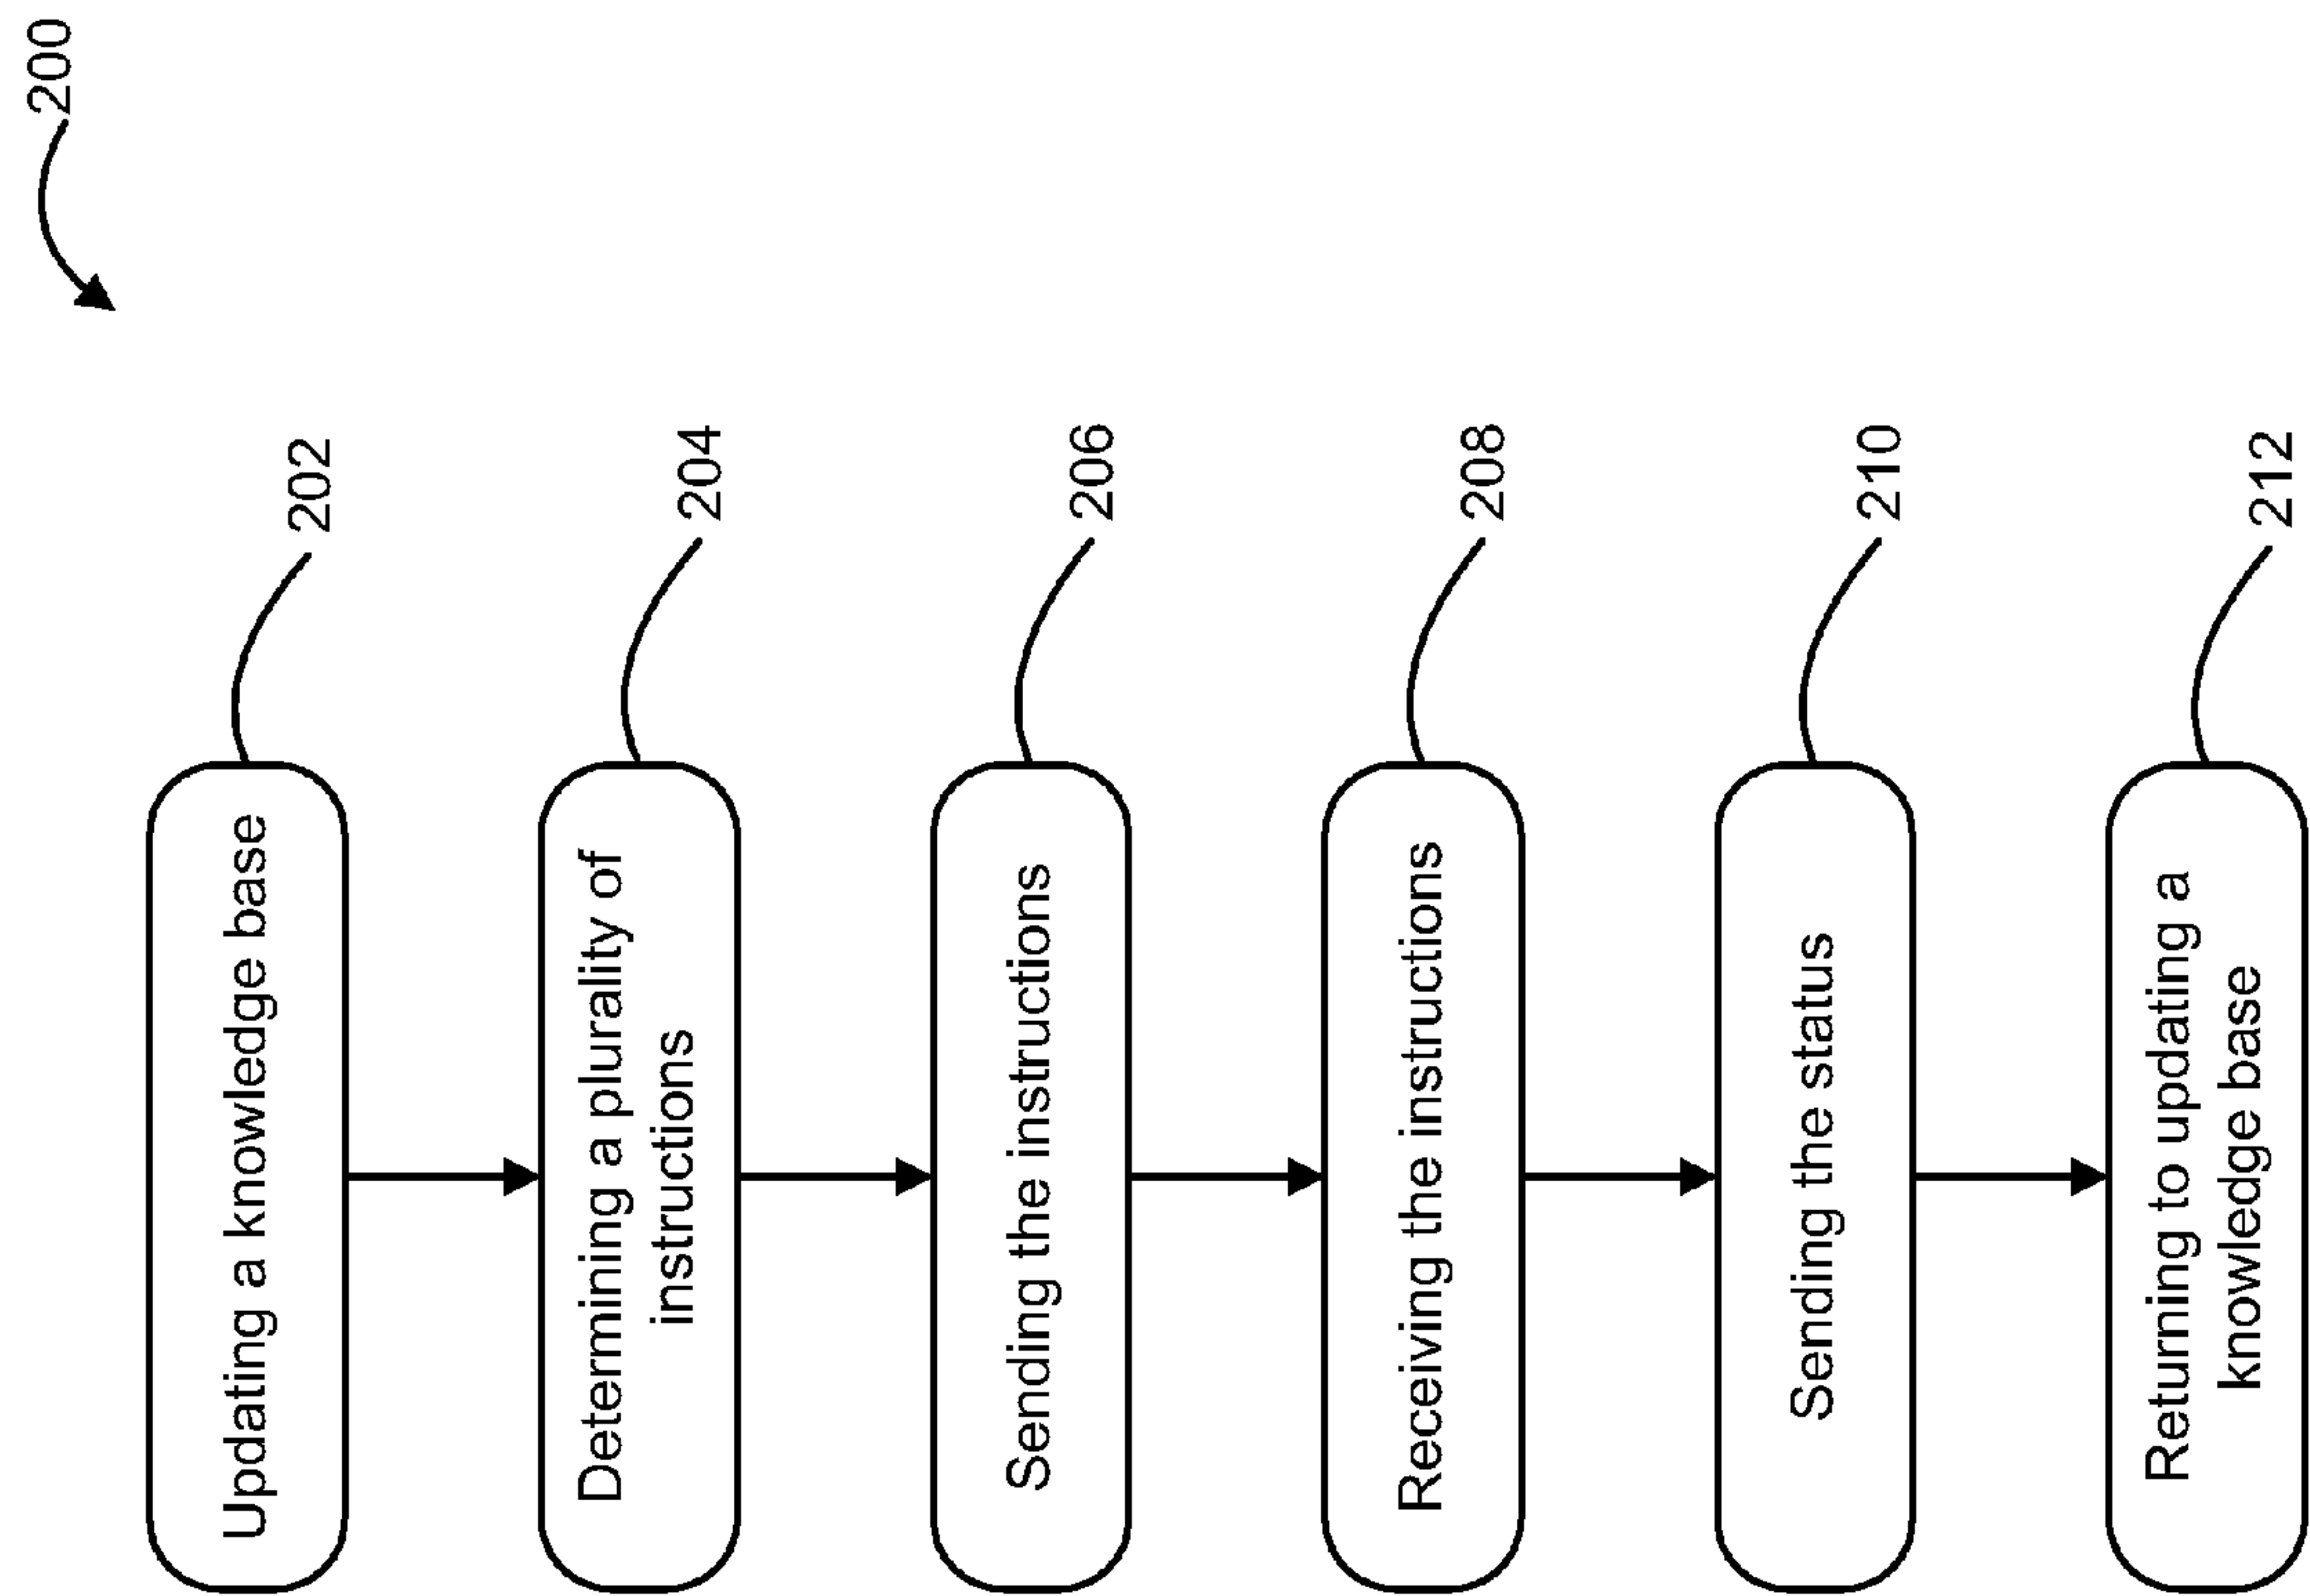 200
Updating a knowledge base
202
Determining a plurality of
instructions
204
Sending the instructions
206
Receiving the instructions
208
Sending the status
210
Returning to updating a
knowledge base
212